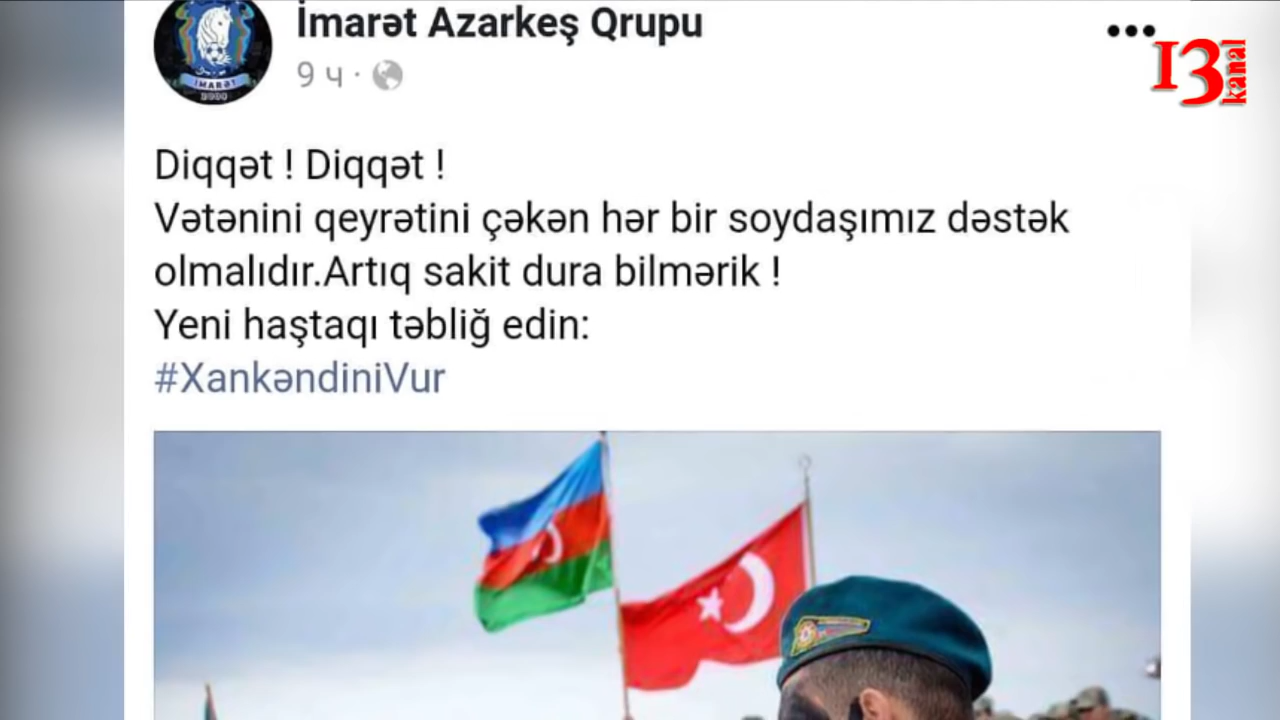 İmarət Azarkeş Qrupu
9 ч ·
13 kanal
İMARƏT
Diqqət ! Diqqət !
Vətənini qeyrətini çəkən hər bir soydaşımız dəstək
olmalıdır.Artıq sakit dura bilmərik !
Yeni haştaqı təbliğ edin:
#XankəndiniVur